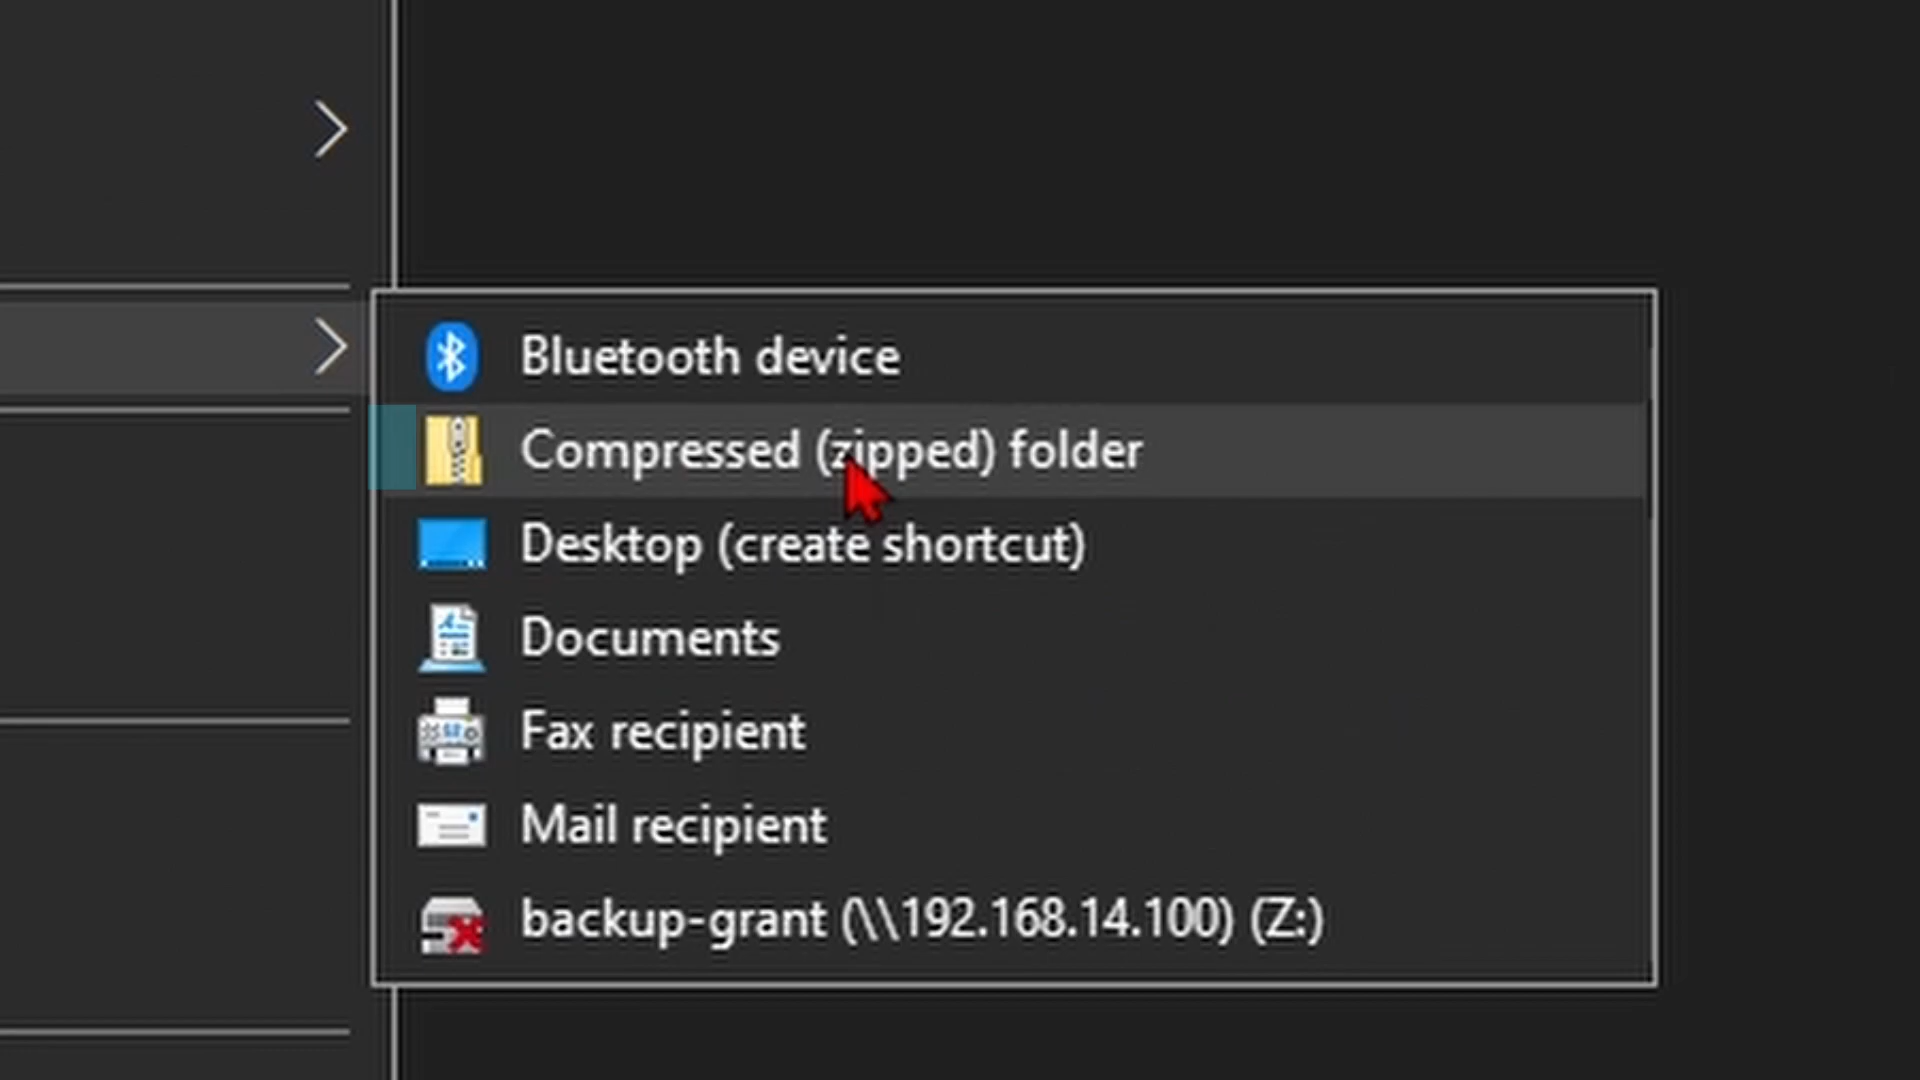 Bluetooth device
Compressed (zipped) folder
Desktop (create shortcut)
Documents
Fax recipient
Mail recipient
backup-grant (\\192.168.14.100) (Z:)